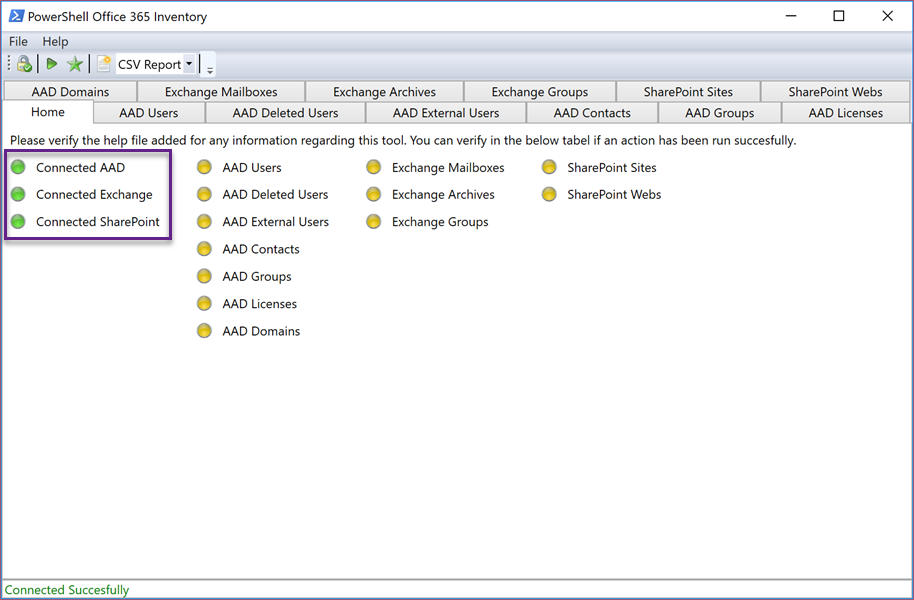 PowerShell Office 365 Inventory
File Help
CSV Report
AAD Domains Exchange Mailboxes Exchange Archives Exchange Groups SharePoint Sites SharePoint Webs
Home AAD Users AAD Deleted Users AAD External Users AAD Contacts AAD Groups AAD Licenses
Please verify the help file added for any information regarding this tool. You can verify in the below tabel if an action has been run succesfully.
Connected AAD AAD Users Exchange Mailboxes SharePoint Sites
Connected Exchange AAD Deleted Users Exchange Archives SharePoint Webs
Connected SharePoint AAD External Users Exchange Groups
AAD Contacts
AAD Groups
AAD Licenses
AAD Domains
Connected Succesfully